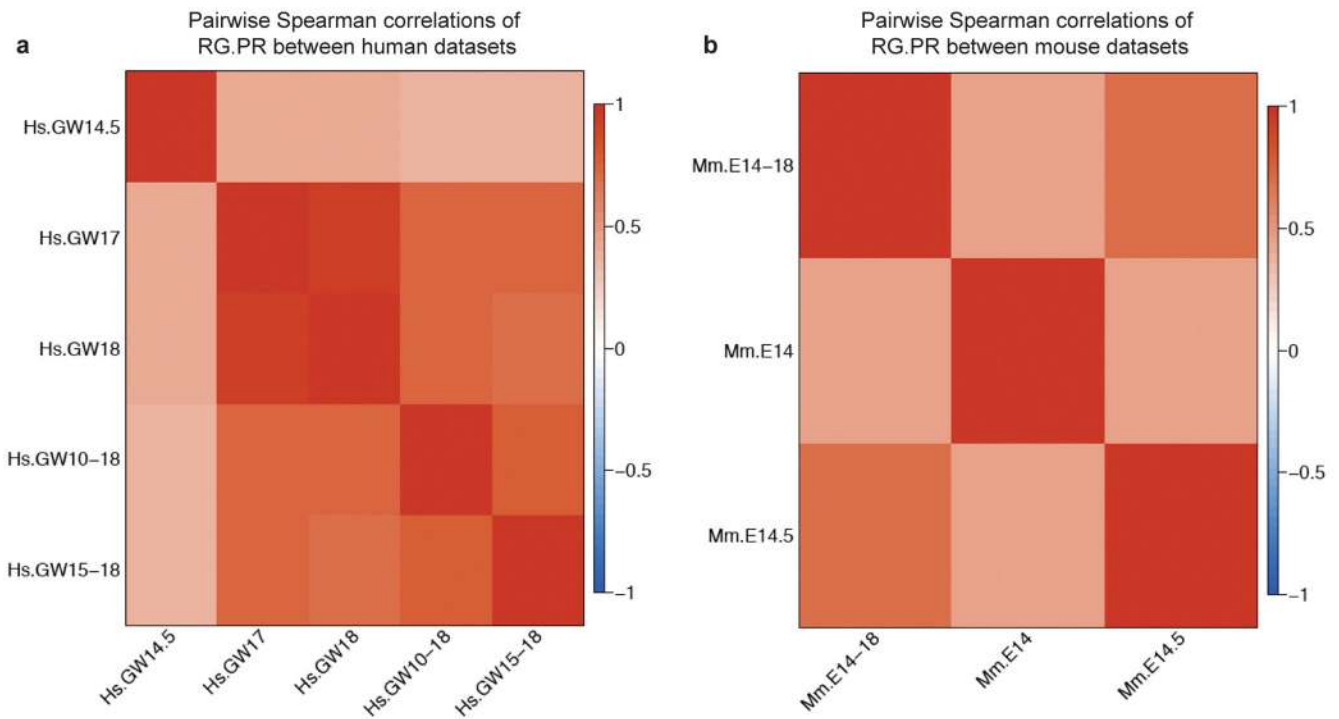 a
Pairwise Spearman correlations of
RG.PR between human datasets
Hs.GW14.5
Hs.GW17
Hs.GW18
Hs.GW10−18
Hs.GW15−18
1
0.5
0
−0.5
−1
Hs.GW14.5
Hs.GW17
Hs.GW18
Hs.GW10−18
Hs.GW15−18
b
Pairwise Spearman correlations of
RG.PR between mouse datasets
Mm.E14−18
Mm.E14
Mm.E14.5
1
0.5
0
−0.5
−1
Mm.E14−18
Mm.E14
Mm.E14.5